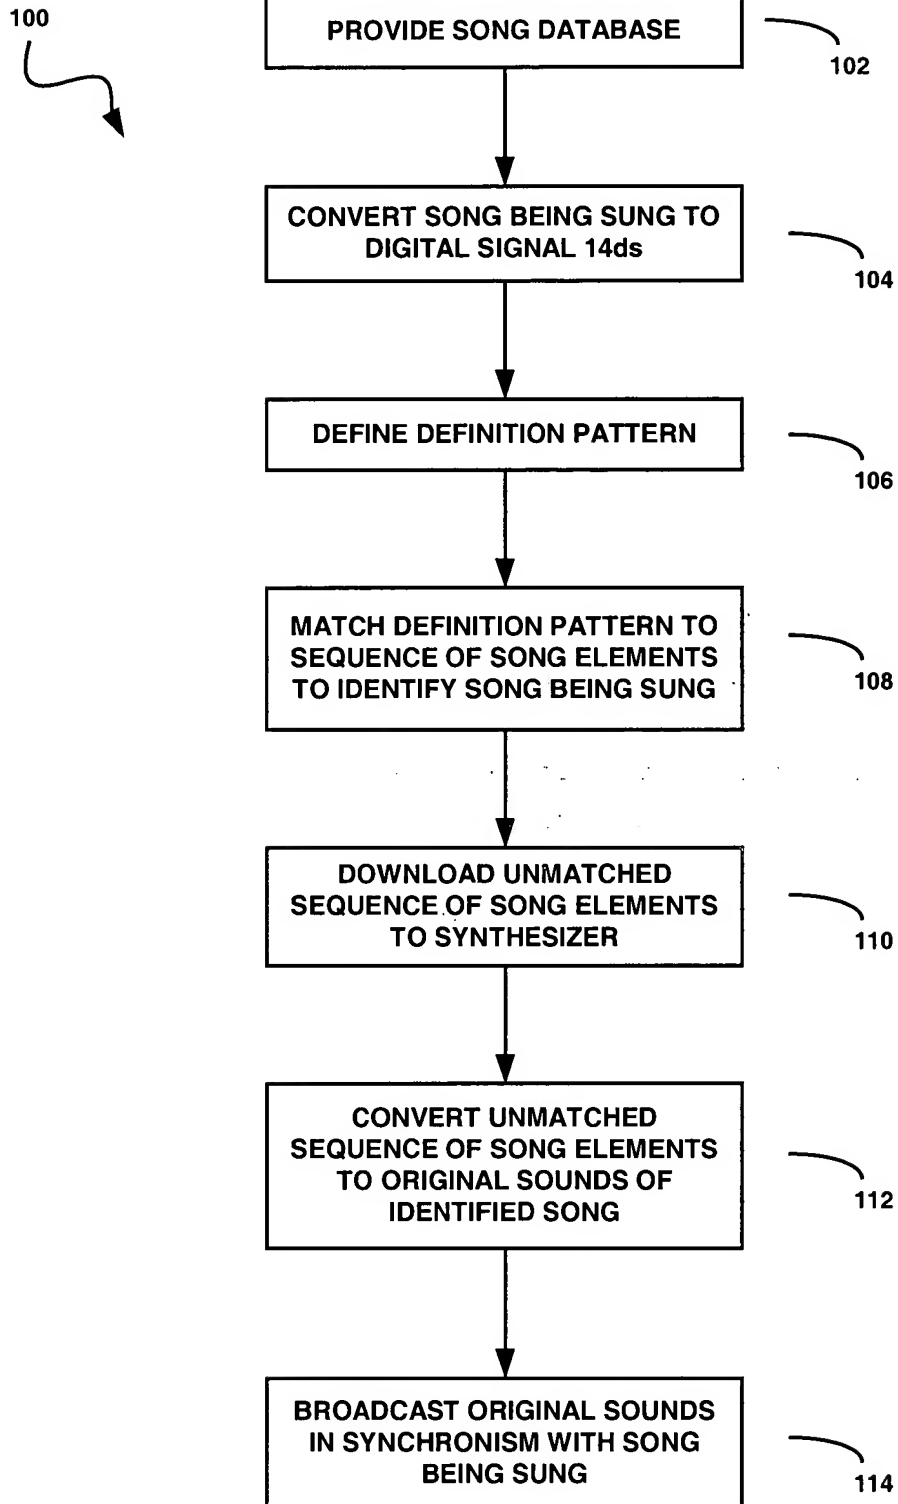 100
PROVIDE SONG DATABASE
102
CONVERT SONG BEING SUNG TO
DIGITAL SIGNAL 14ds
104
DEFINE DEFINITION PATTERN
106
MATCH DEFINITION PATTERN TO
SEQUENCE OF SONG ELEMENTS
TO IDENTIFY SONG BEING SUNG
108
DOWNLOAD UNMATCHED
SEQUENCE OF SONG ELEMENTS
TO SYNTHESIZER
110
CONVERT UNMATCHED
SEQUENCE OF SONG ELEMENTS
TO ORIGINAL SOUNDS OF
IDENTIFIED SONG
112
BROADCAST ORIGINAL SOUNDS
IN SYNCHRONISM WITH SONG
BEING SUNG
114